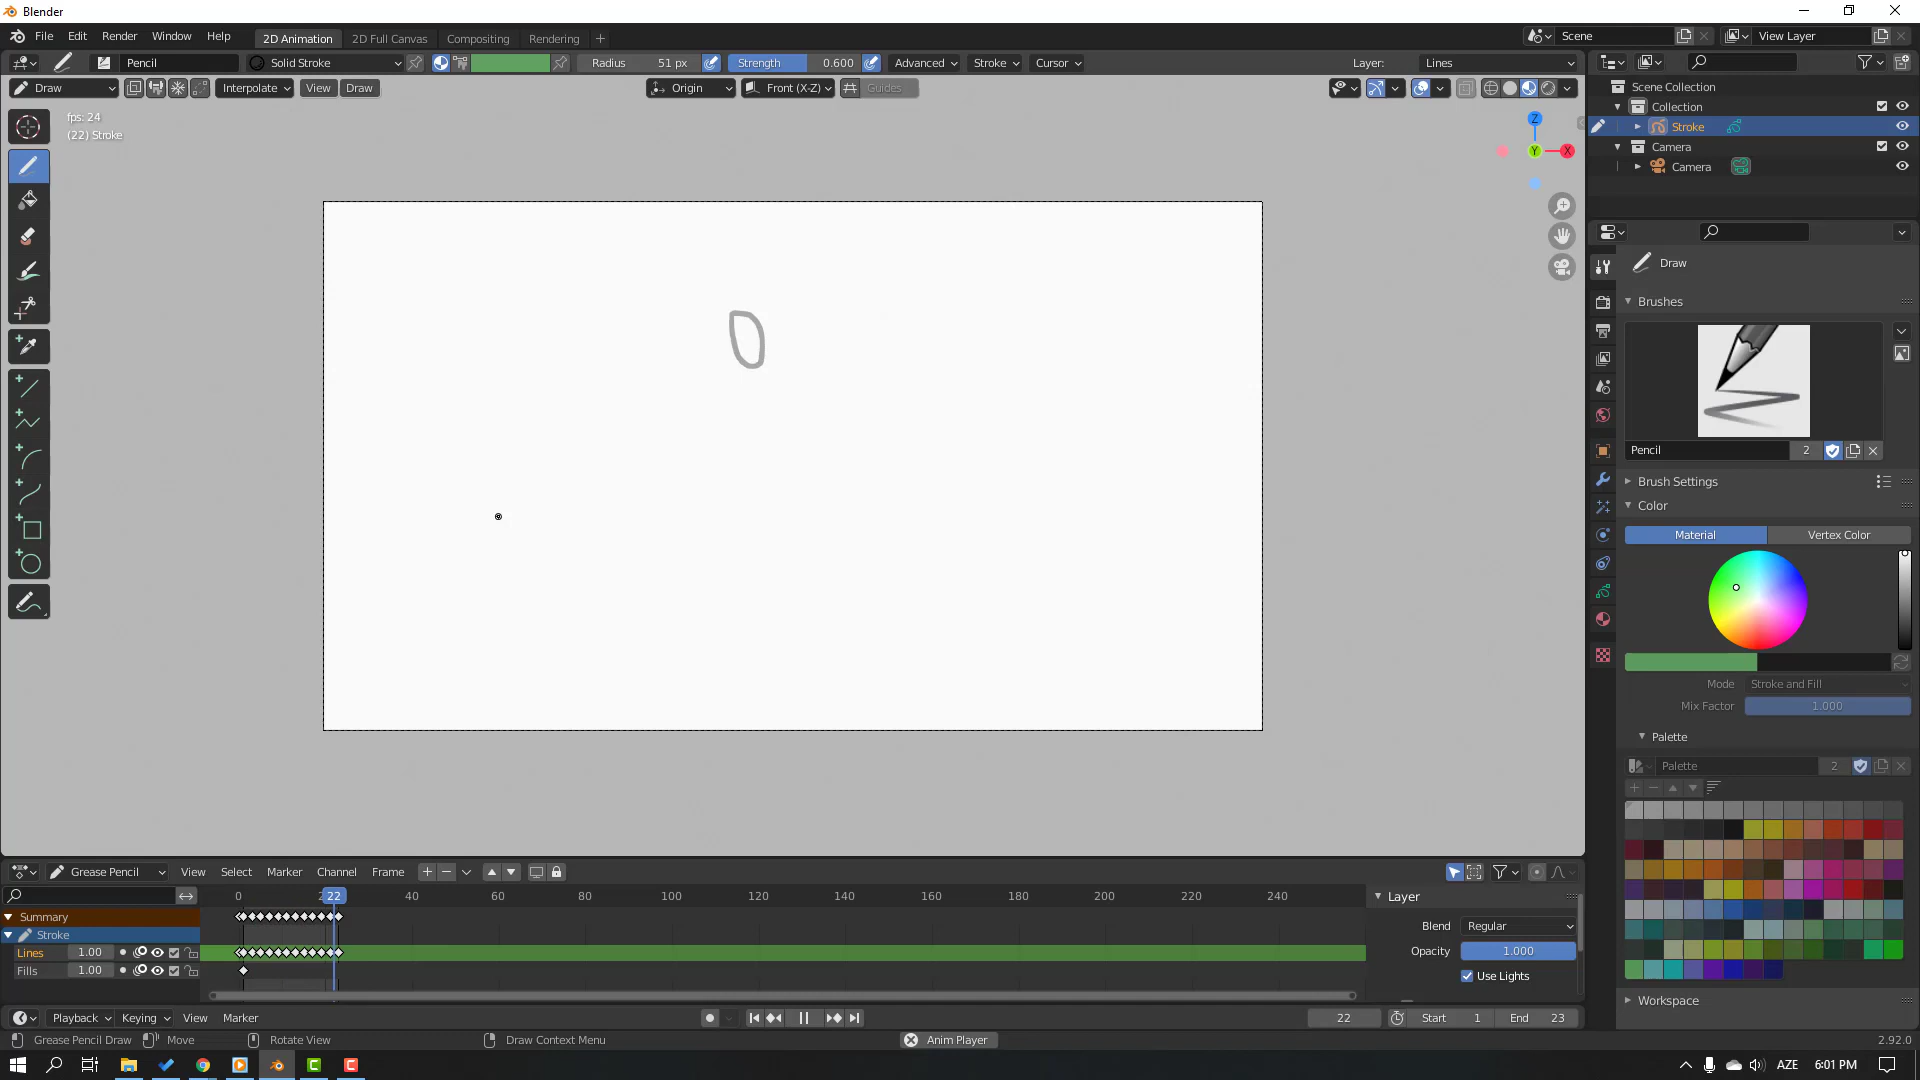 Blender
File Edit Render Window Help 2D Animation 2D Full Canvas Compositing Rendering Scene View Layer
Pencil Solid Stroke Radius 51 px Strength 0.600 Advanced Stroke Cursor Layer: Lines
Draw Interpolate View Draw Origin Front (X-Z) Guides
fps: 24
(22) Stroke
Z
Y X
Scene Collection
Collection
Stroke
Camera
Camera
Draw
Brushes
Pencil 2
Brush Settings
Color
Material Vertex Color
Mode Stroke and Fill
Mix Factor 1.000
Palette
Palette 2
Workspace
Grease Pencil View Select Marker Channel Frame
0 22 40 60 80 100 120 140 160 180 200 220 240
Summary
Stroke
Lines 1.00
Fills 1.00
Layer
Blend Regular
Opacity 1.000
Use Lights
Playback Keying View Marker 22 Start 1 End 23
Grease Pencil Draw Move Rotate View Draw Context Menu Anim Player 2.92.0
AZE 6:01 PM